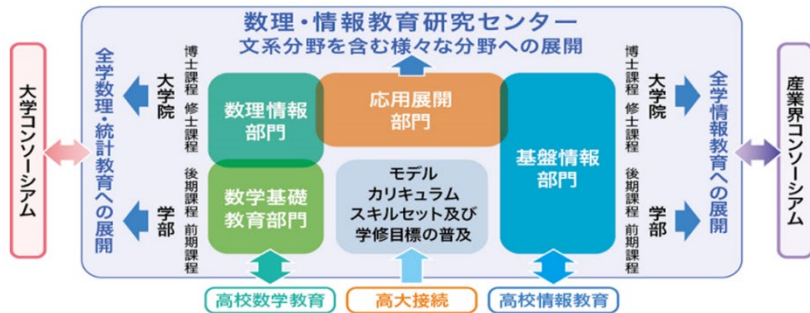 数理・情報教育研究センター
文系分野を含む様々な分野への展開
大学コンソーシアム
全学数理・統計教育への展開
大学院
学部
博士課程 修士課程
後期課程 前期課程
数理情報
部門
応用展開
部門
基盤情報
部門
数学基礎
教育部門
モデル
カリキュラム
スキルセット及び
学修目標の普及
博士課程 修士課程
後期課程 前期課程
大学院
学部
全学情報教育への展開
産業界コンソーシアム
高校数学教育
高大接続
高校情報教育